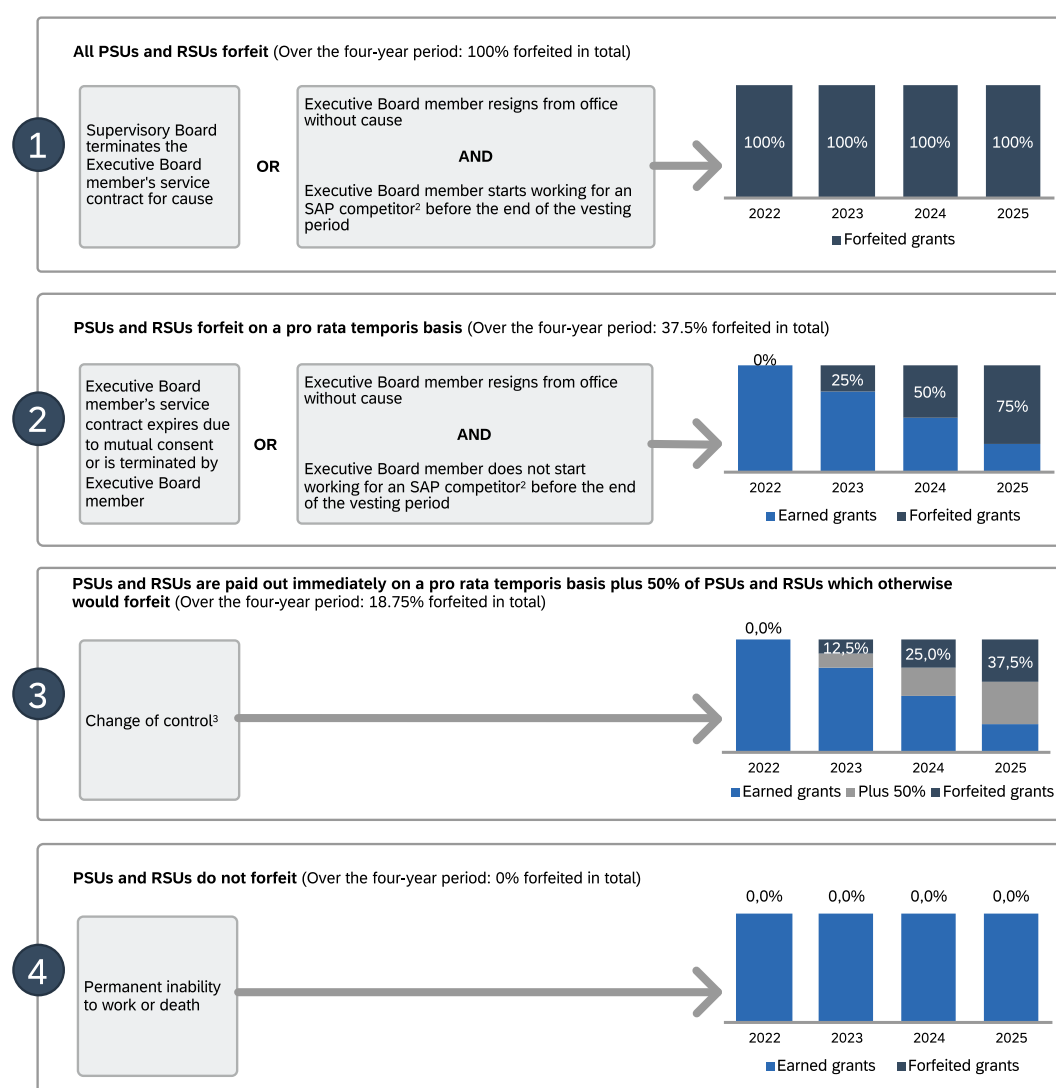 All PSUs and RSUs forfeit (Over the four-year period: 100% forfeited in total)
1
Supervisory Board
terminates the
Executive Board
member's service
contract for cause
OR
Executive Board member resigns from office
without cause
AND
Executive Board member starts working for an
SAP competitor² before the end of the vesting
period
100% 100% 100% 100%
2022 2023 2024 2025
Forfeited grants
PSUs and RSUs forfeit on a pro rata temporis basis (Over the four-year period: 37.5% forfeited in total)
2
Executive Board
member’s service
contract expires due
to mutual consent
or is terminated by
Executive Board
member
OR
Executive Board member resigns from office
without cause
AND
Executive Board member does not start
working for an SAP competitor² before the end
of the vesting period
0% 25% 50% 75%
2022 2023 2024 2025
Earned grants Forfeited grants
PSUs and RSUs are paid out immediately on a pro rata temporis basis plus 50% of PSUs and RSUs which otherwise
would forfeit (Over the four-year period: 18.75% forfeited in total)
3
Change of control³
0,0% 12,5% 25,0% 37,5%
2022 2023 2024 2025
Earned grants Plus 50% Forfeited grants
PSUs and RSUs do not forfeit (Over the four-year period: 0% forfeited in total)
4
Permanent inability
to work or death
0,0% 0,0% 0,0% 0,0%
2022 2023 2024 2025
Earned grants Forfeited grants